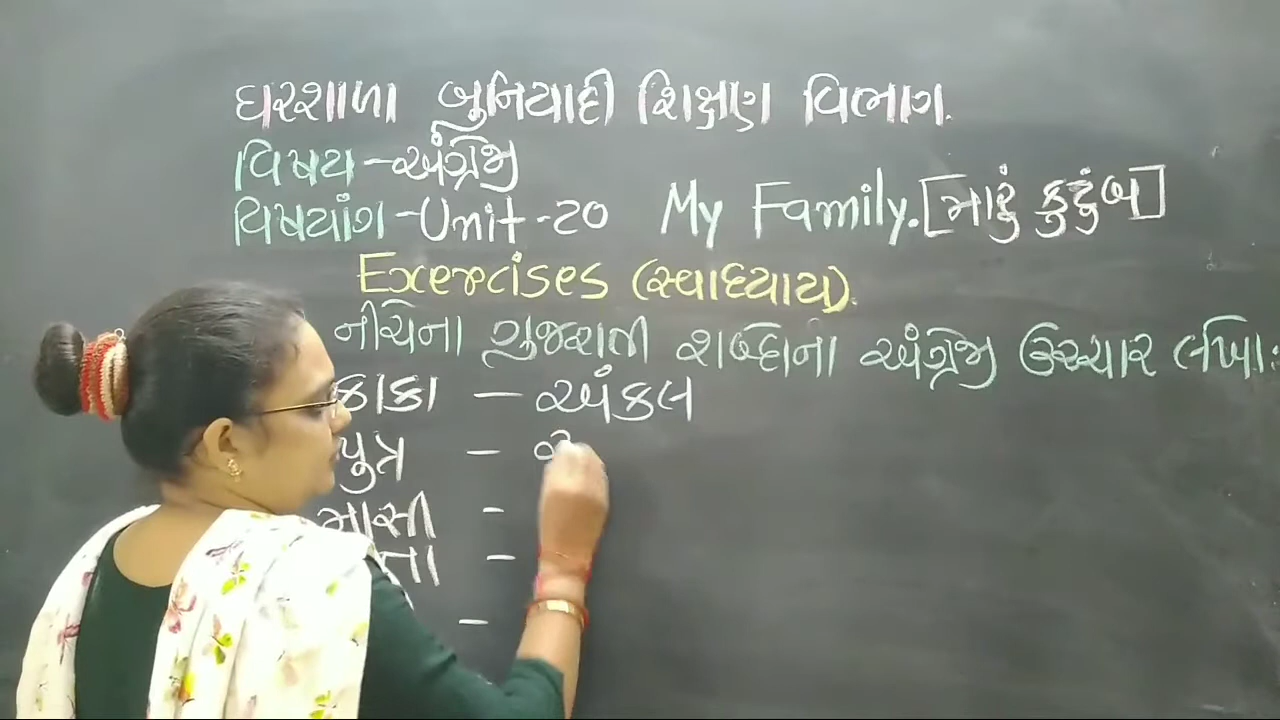 ઘરશાળા બુનિયાદી શિક્ષણ વિભાગ.
વિષય - અંગ્રેજી
વિષયાંગ - Unit - 20 My Family. [મારું કુટુંબ]
Exercises (સ્વાધ્યાય).
નીચેના ગુજરાતી શબ્દોના અંગ્રેજી ઉચ્ચાર લખો:
કાકા - અંકલ
પુત્ર -
માસી -
-
-